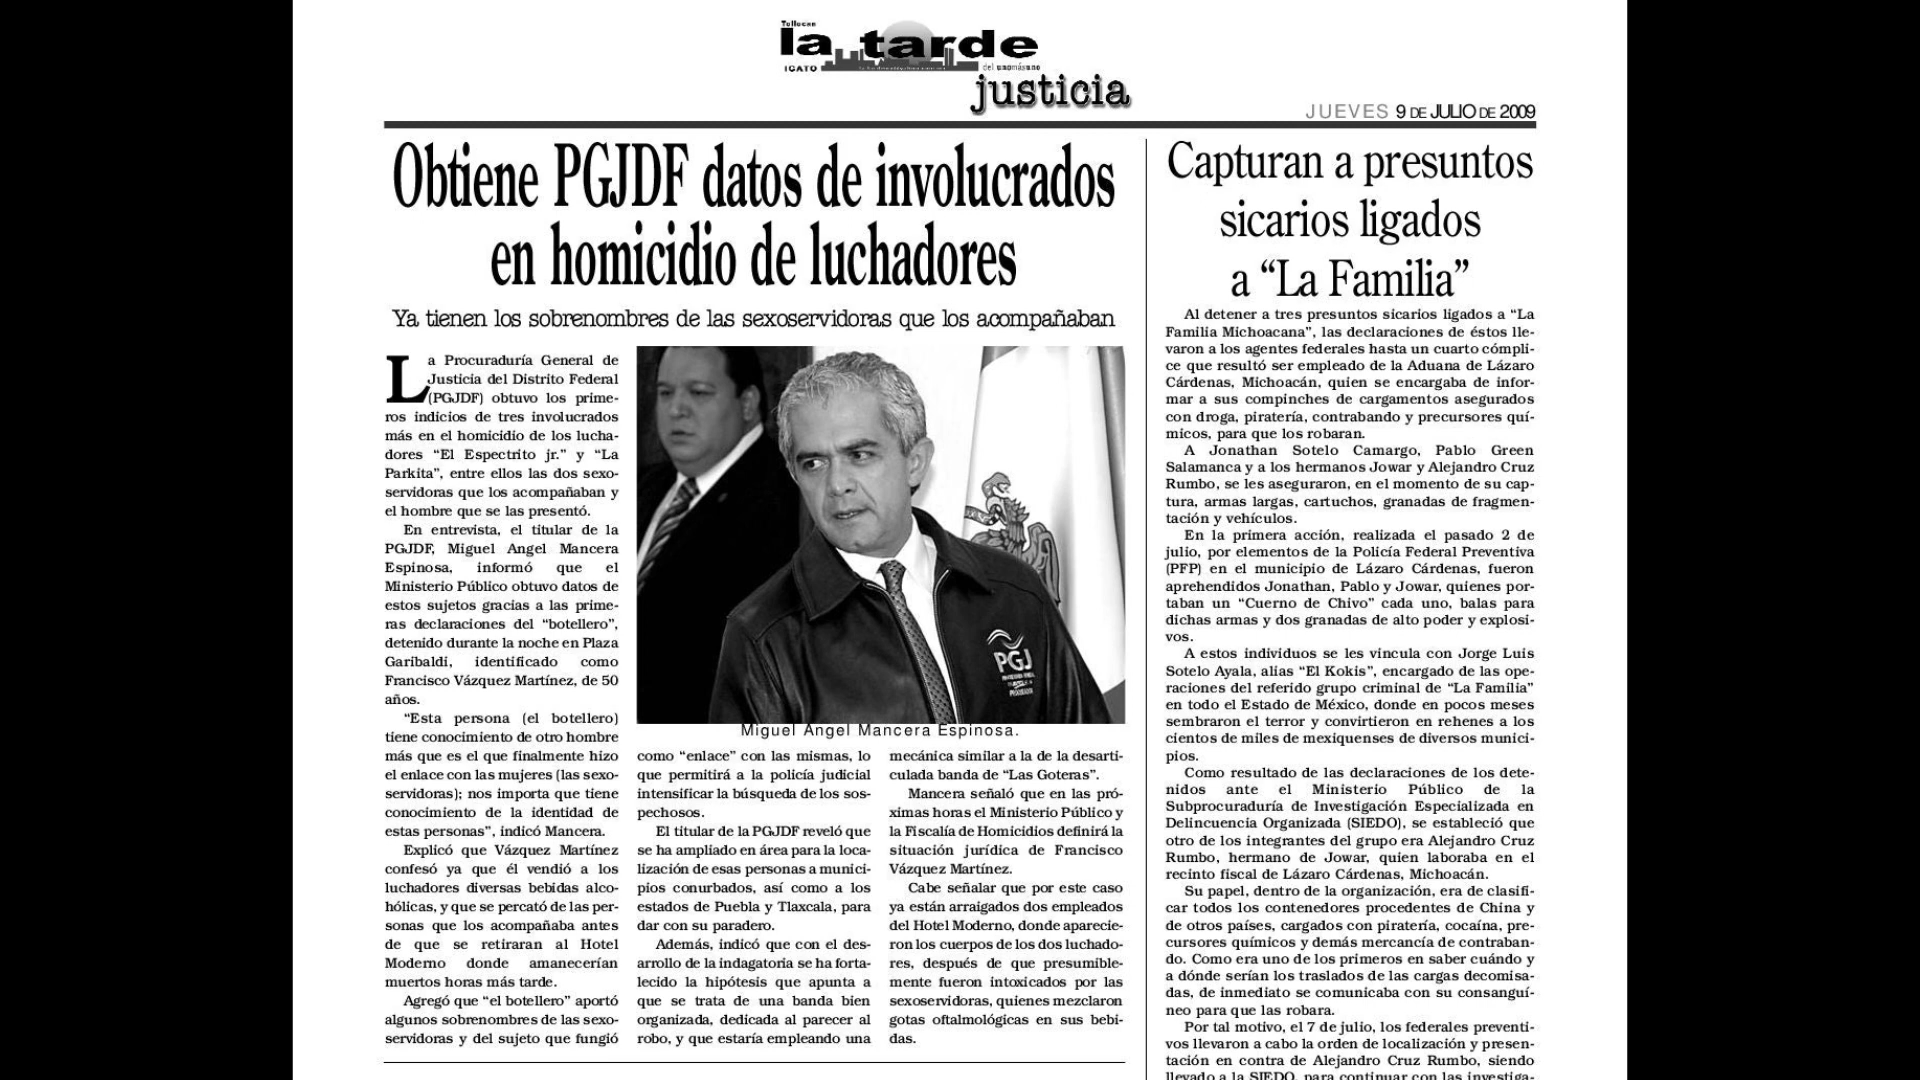 Tollocan
la tarde
ICATO
del unomásuno
justicia
JUEVES 9 DE JULIO DE 2009
Obtiene PGJDF datos de involucrados
en homicidio de luchadores
Ya tienen los sobrenombres de las sexoservidoras que los acompañaban
La Procuraduría General de
Justicia del Distrito Federal
(PGJDF) obtuvo los prime-
ros indicios de tres involucrados
más en el homicidio de los lucha-
dores “El Espectrito jr.” y “La
Parkita”, entre ellos las dos sexo-
servidoras que los acompañaban y
el hombre que se las presentó.
En entrevista, el titular de la
PGJDF, Miguel Angel Mancera
Espinosa, informó que el
Ministerio Público obtuvo datos de
estos sujetos gracias a las prime-
ras declaraciones del “botellero”,
detenido durante la noche en Plaza
Garibaldi, identificado como
Francisco Vázquez Martínez, de 50
años.
“Esta persona (el botellero)
tiene conocimiento de otro hombre
más que es el que finalmente hizo
el enlace con las mujeres (las sexo-
servidoras); nos importa que tiene
conocimiento de la identidad de
estas personas”, indicó Mancera.
Explicó que Vázquez Martínez
confesó ya que él vendió a los
luchadores diversas bebidas alco-
hólicas, y que se percató de las per-
sonas que los acompañaba antes
de que se retiraran al Hotel
Moderno donde amanecerían
muertos horas más tarde.
Agregó que “el botellero” aportó
algunos sobrenombres de las sexo-
servidoras y del sujeto que fungió
PGJ
Miguel Angel Mancera Espinosa.
como “enlace” con las mismas, lo
que permitirá a la policía judicial
intensificar la búsqueda de los sos-
pechosos.
El titular de la PGJDF reveló que
se ha ampliado en área para la loca-
lización de esas personas a munici-
pios conurbados, así como a los
estados de Puebla y Tlaxcala, para
dar con su paradero.
Además, indicó que con el des-
arrollo de la indagatoria se ha forta-
lecido la hipótesis que apunta a
que se trata de una banda bien
organizada, dedicada al parecer al
robo, y que estaría empleando una
mecánica similar a la de la desarti-
culada banda de “Las Goteras”.
Mancera señaló que en las pró-
ximas horas el Ministerio Público y
la Fiscalía de Homicidios definirá la
situación jurídica de Francisco
Vázquez Martínez.
Cabe señalar que por este caso
ya están arraigados dos empleados
del Hotel Moderno, donde aparecie-
ron los cuerpos de los dos luchado-
res, después de que presumible-
mente fueron intoxicados por las
sexoservidoras, quienes mezclaron
gotas oftalmológicas en sus bebi-
das.
Capturan a presuntos
sicarios ligados
a “La Familia”
Al detener a tres presuntos sicarios ligados a “La
Familia Michoacana”, las declaraciones de éstos lle-
varon a los agentes federales hasta un cuarto cómpli-
ce que resultó ser empleado de la Aduana de Lázaro
Cárdenas, Michoacán, quien se encargaba de infor-
mar a sus compinches de cargamentos asegurados
con droga, piratería, contrabando y precursores quí-
micos, para que los robaran.
A Jonathan Sotelo Camargo, Pablo Green
Salamanca y a los hermanos Jowar y Alejandro Cruz
Rumbo, se les aseguraron, en el momento de su cap-
tura, armas largas, cartuchos, granadas de fragmen-
tación y vehículos.
En la primera acción, realizada el pasado 2 de
julio, por elementos de la Policía Federal Preventiva
(PFP) en el municipio de Lázaro Cárdenas, fueron
aprehendidos Jonathan, Pablo y Jowar, quienes por-
taban un “Cuerno de Chivo” cada uno, balas para
dichas armas y dos granadas de alto poder y explosi-
vos.
A estos individuos se les vincula con Jorge Luis
Sotelo Ayala, alias “El Kokis”, encargado de las ope-
raciones del referido grupo criminal de “La Familia”
en todo el Estado de México, donde en pocos meses
sembraron el terror y convirtieron en rehenes a los
cientos de miles de mexiquenses de diversos munici-
pios.
Como resultado de las declaraciones de los dete-
nidos ante el Ministerio Público de la
Subprocuraduría de Investigación Especializada en
Delincuencia Organizada (SIEDO), se estableció que
otro de los integrantes del grupo era Alejandro Cruz
Rumbo, hermano de Jowar, quien laboraba en el
recinto fiscal de Lázaro Cárdenas, Michoacán.
Su papel, dentro de la organización, era de clasifi-
car todos los contenedores procedentes de China y
de otros países, cargados con piratería, cocaína, pre-
cursores químicos y demás mercancía de contraban-
do. Como era uno de los primeros en saber cuándo y
a dónde serían los traslados de las cargas decomisa-
das, de inmediato se comunicaba con su consanguí-
neo para que las robara.
Por tal motivo, el 7 de julio, los federales preventi-
vos llevaron a cabo la orden de localización y presen-
tación en contra de Alejandro Cruz Rumbo, siendo
llevado a la SIEDO, para continuar con las investiga-